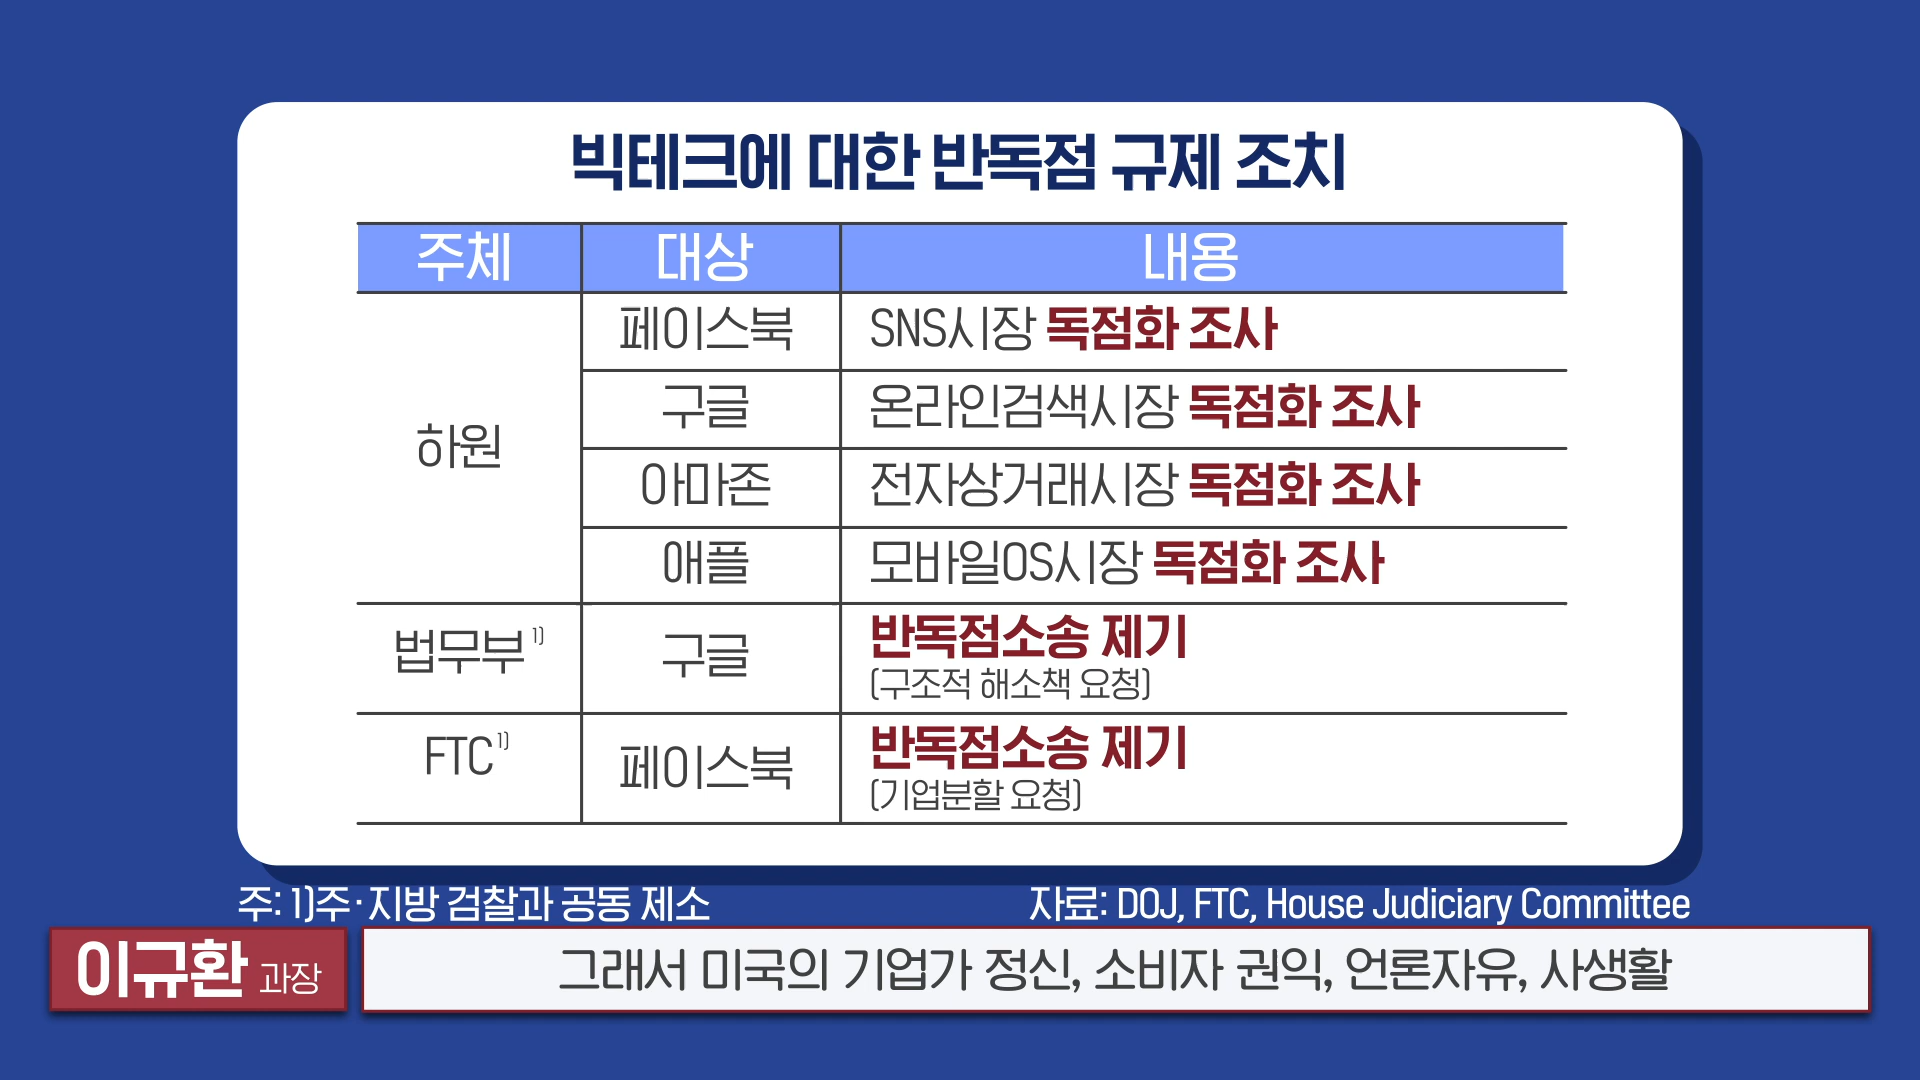 빅테크에 대한 반독점 규제 조치
주체 대상 내용
하원
페이스북 SNS시장 독점화 조사
구글 온라인검색시장 독점화 조사
아마존 전자상거래시장 독점화 조사
애플 모바일OS시장 독점화 조사
법무부1) 구글 반독점소송 제기
(구조적 해소책 요청)
FTC1) 페이스북 반독점소송 제기
(기업분할 요청)
주: 1)주·지방 검찰과 공동 제소 자료: DOJ, FTC, House Judiciary Committee
이규환 과장 그래서 미국의 기업가 정신, 소비자 권익, 언론자유, 사생활